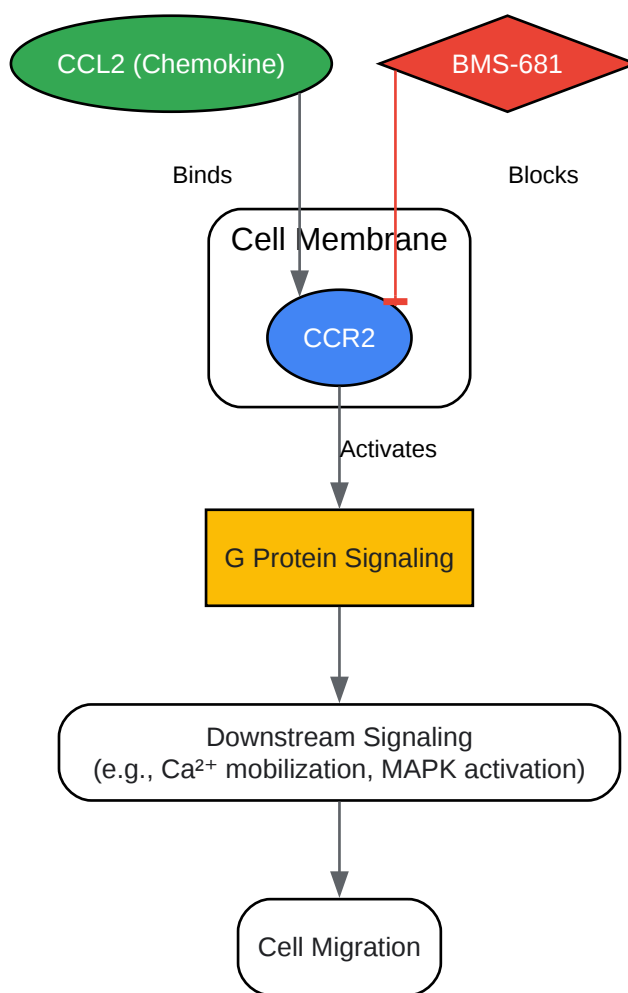 CCL2 (Chemokine)
BMS-681
Binds
Blocks
Cell Membrane
CCR2
Activates
G Protein Signaling
Downstream Signaling
(e.g., Ca²⁺ mobilization, MAPK activation)
Cell Migration